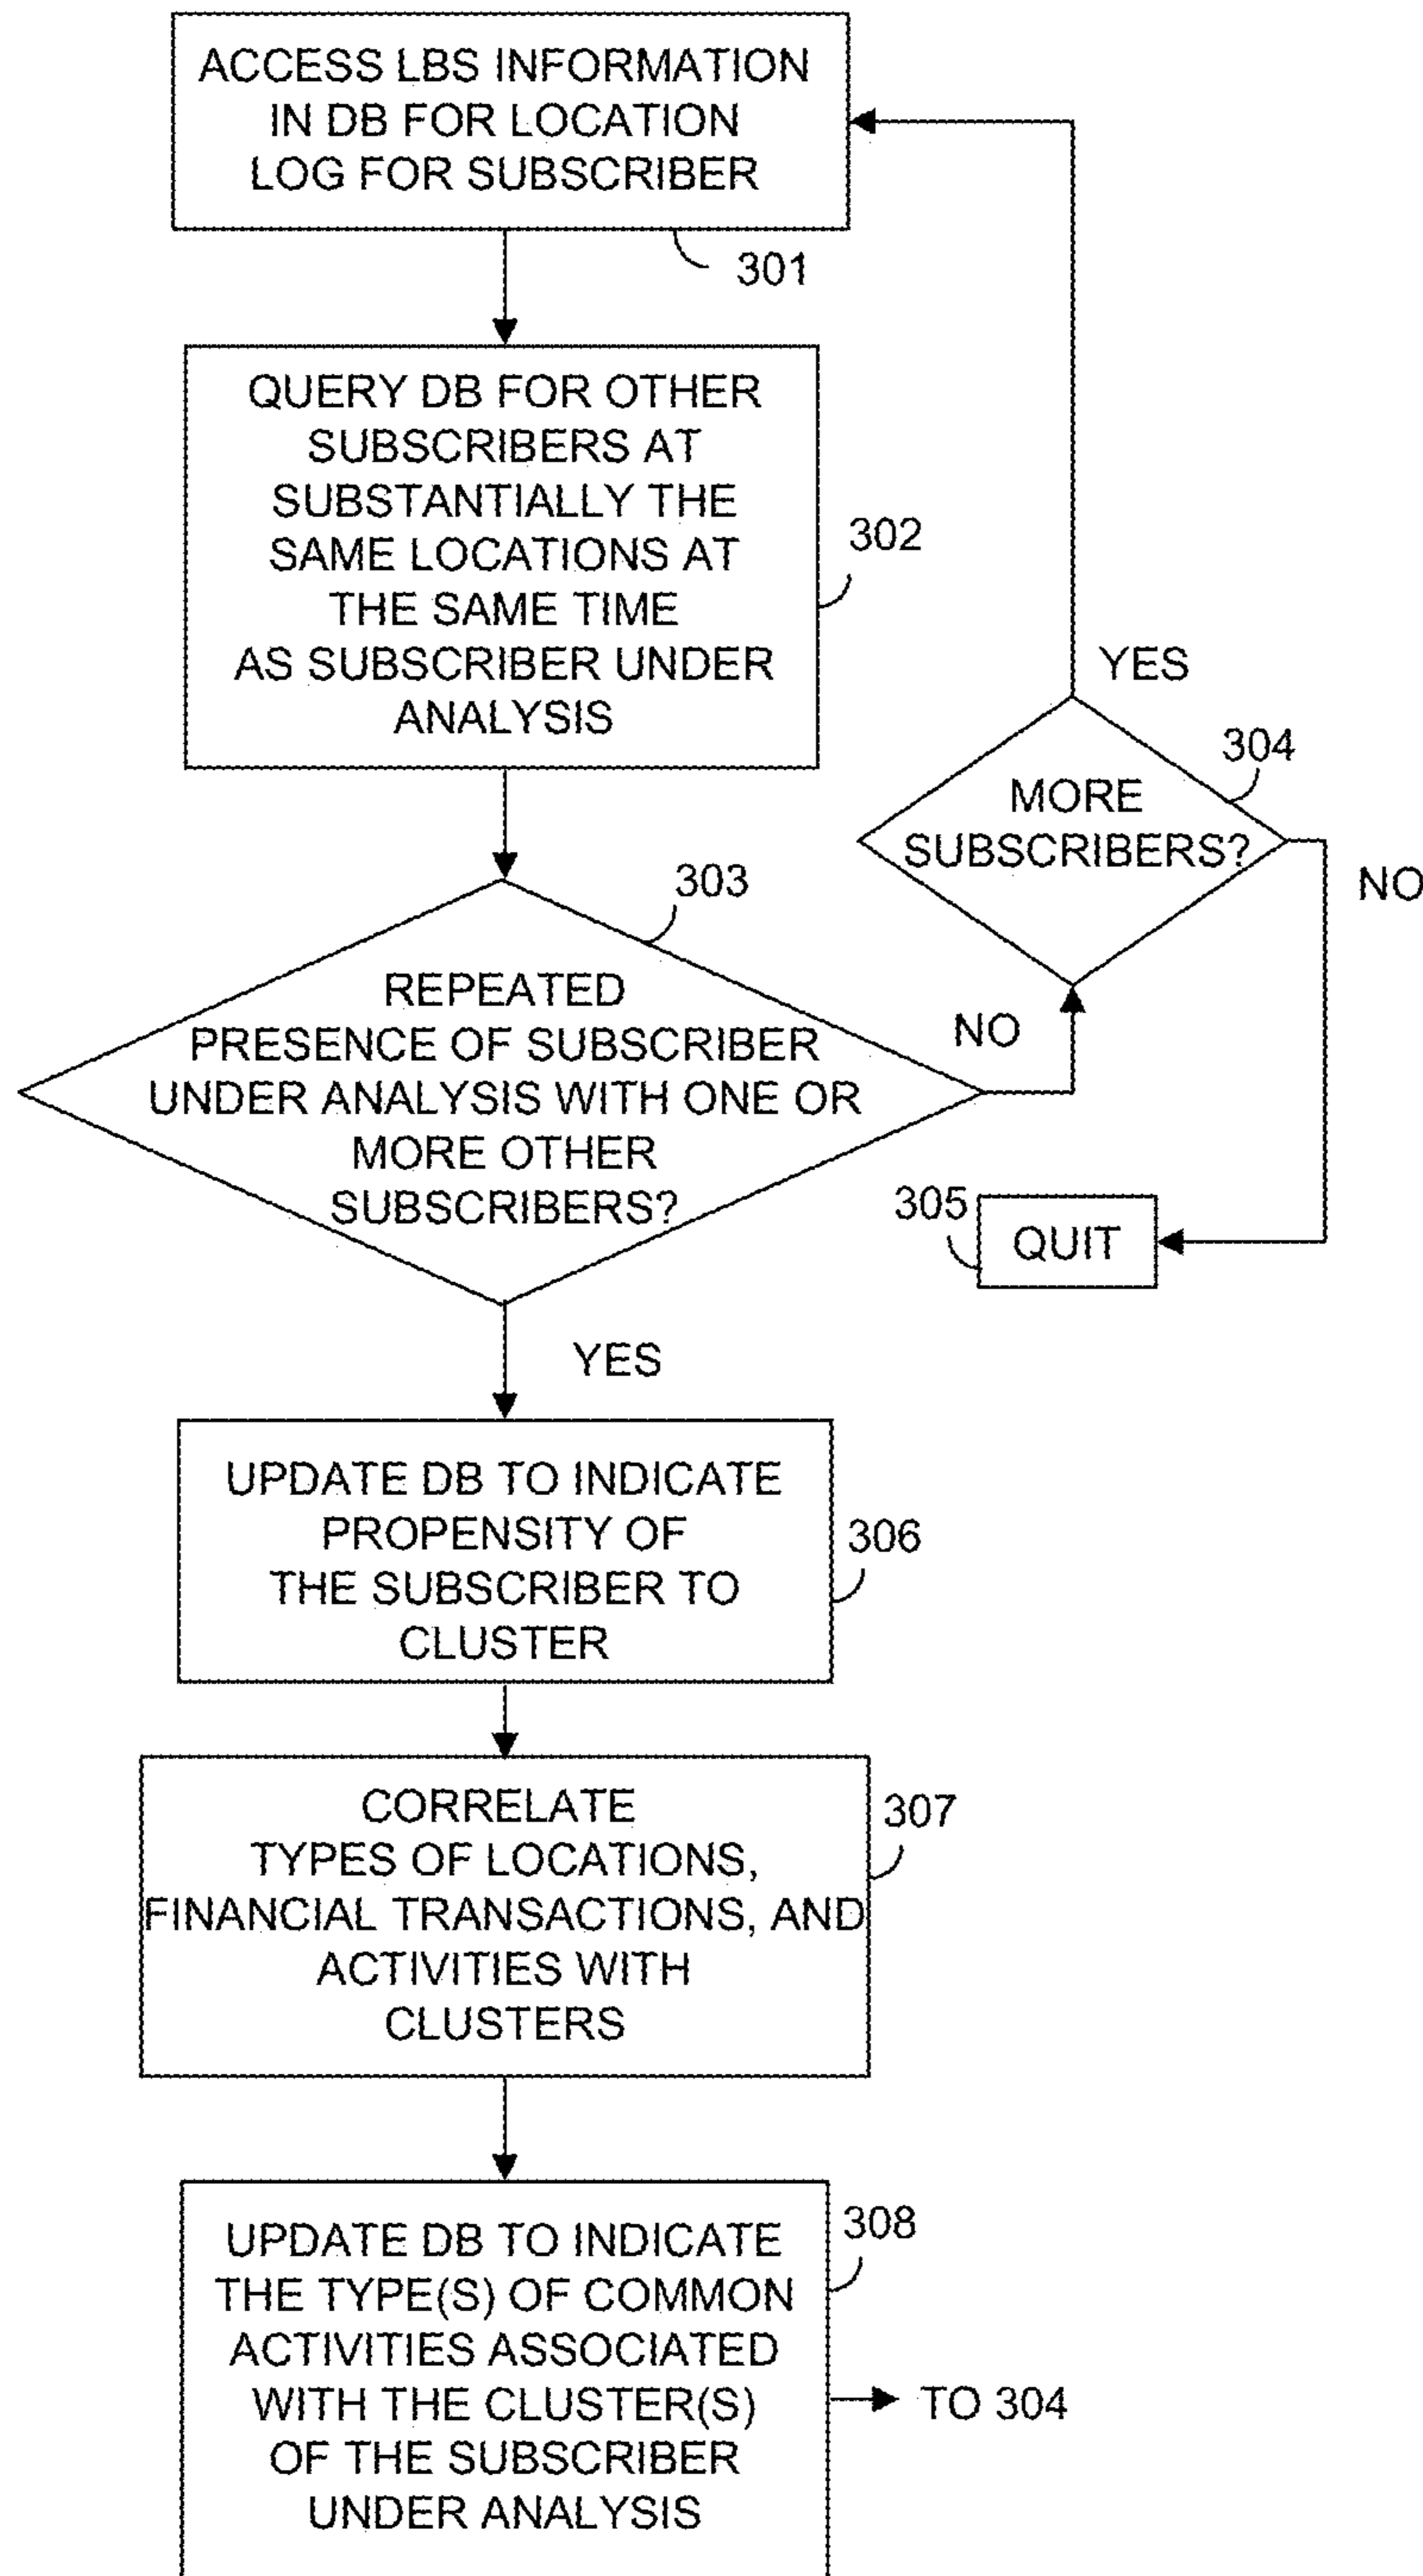 ACCESS LBS INFORMATION
IN DB FOR LOCATION
LOG FOR SUBSCRIBER
301
QUERY DB FOR OTHER
SUBSCRIBERS AT
SUBSTANTIALLY THE
SAME LOCATIONS AT
THE SAME TIME
AS SUBSCRIBER UNDER
ANALYSIS
302
YES
304
MORE
SUBSCRIBERS?
NO
303
REPEATED
PRESENCE OF SUBSCRIBER
UNDER ANALYSIS WITH ONE OR
MORE OTHER
SUBSCRIBERS?
NO
305
QUIT
YES
UPDATE DB TO INDICATE
PROPENSITY OF
THE SUBSCRIBER TO
CLUSTER
306
CORRELATE
TYPES OF LOCATIONS,
FINANCIAL TRANSACTIONS, AND
ACTIVITIES WITH
CLUSTERS
307
UPDATE DB TO INDICATE
THE TYPE(S) OF COMMON
ACTIVITIES ASSOCIATED
WITH THE CLUSTER(S)
OF THE SUBSCRIBER
UNDER ANALYSIS
308
TO 304